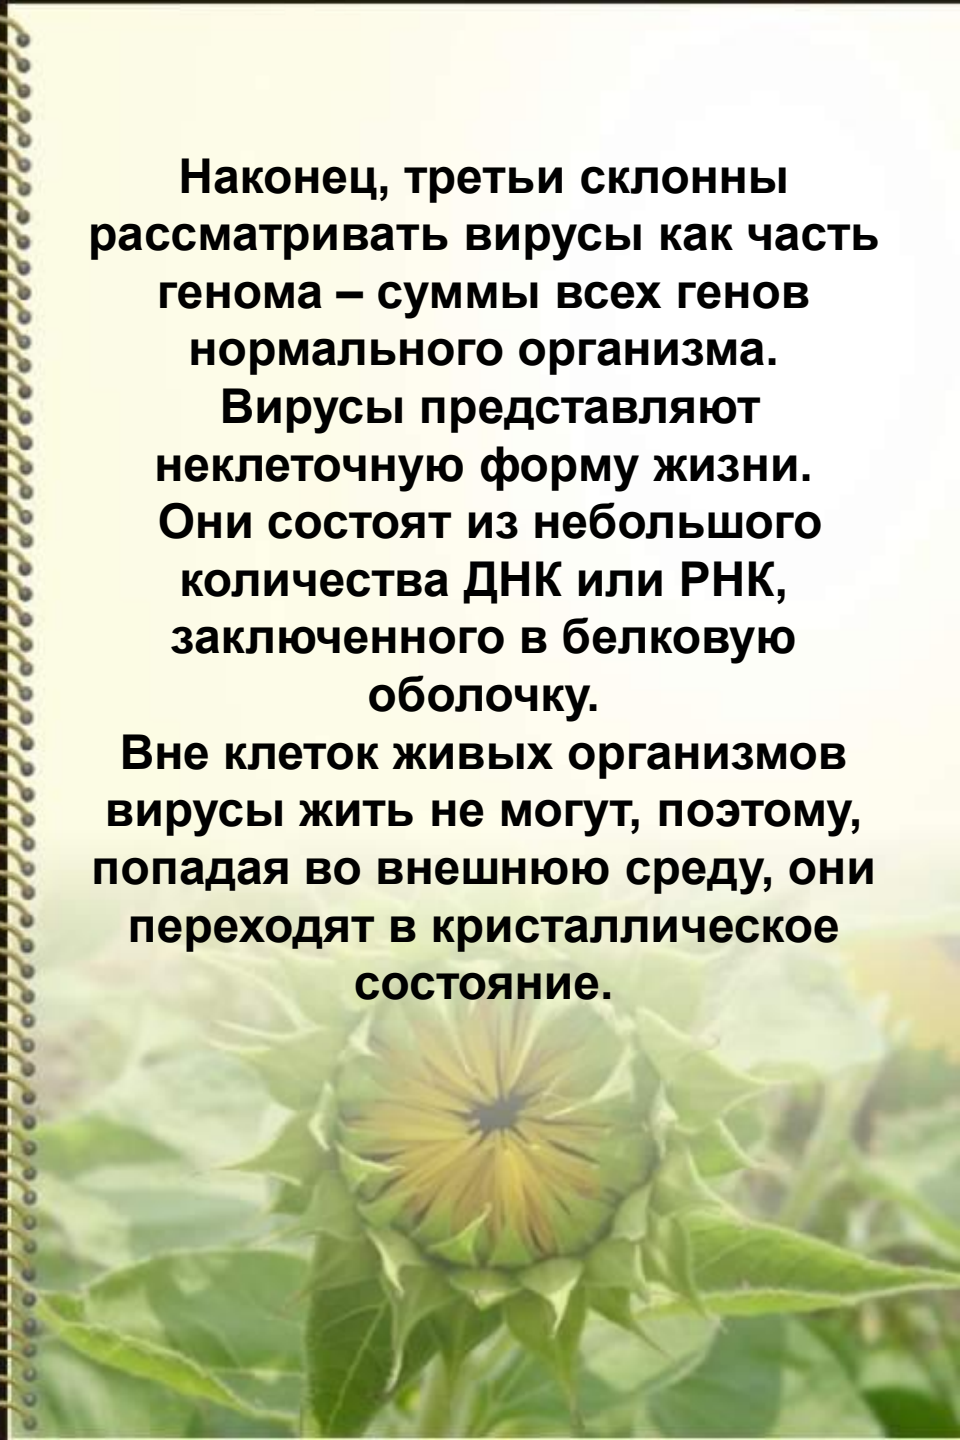 Наконец, третьи склонны
рассматривать вирусы как часть
генома – суммы всех генов
нормального организма.
Вирусы представляют
неклеточную форму жизни.
Они состоят из небольшого
количества ДНК или РНК,
заключенного в белковую
оболочку.
Вне клеток живых организмов
вирусы жить не могут, поэтому,
попадая во внешнюю среду, они
переходят в кристаллическое
состояние.